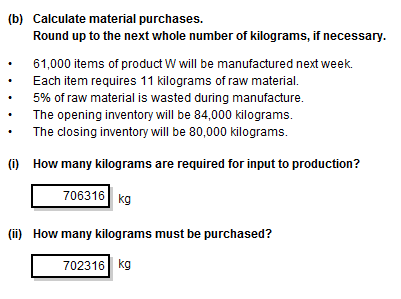 (b) Calculate material purchases.
Round up to the next whole number of kilograms, if necessary.
• 61,000 items of product W will be manufactured next week.
• Each item requires 11 kilograms of raw material.
• 5% of raw material is wasted during manufacture.
• The opening inventory will be 84,000 kilograms.
• The closing inventory will be 80,000 kilograms.
(i) How many kilograms are required for input to production?
706316 kg
(ii) How many kilograms must be purchased?
702316 kg